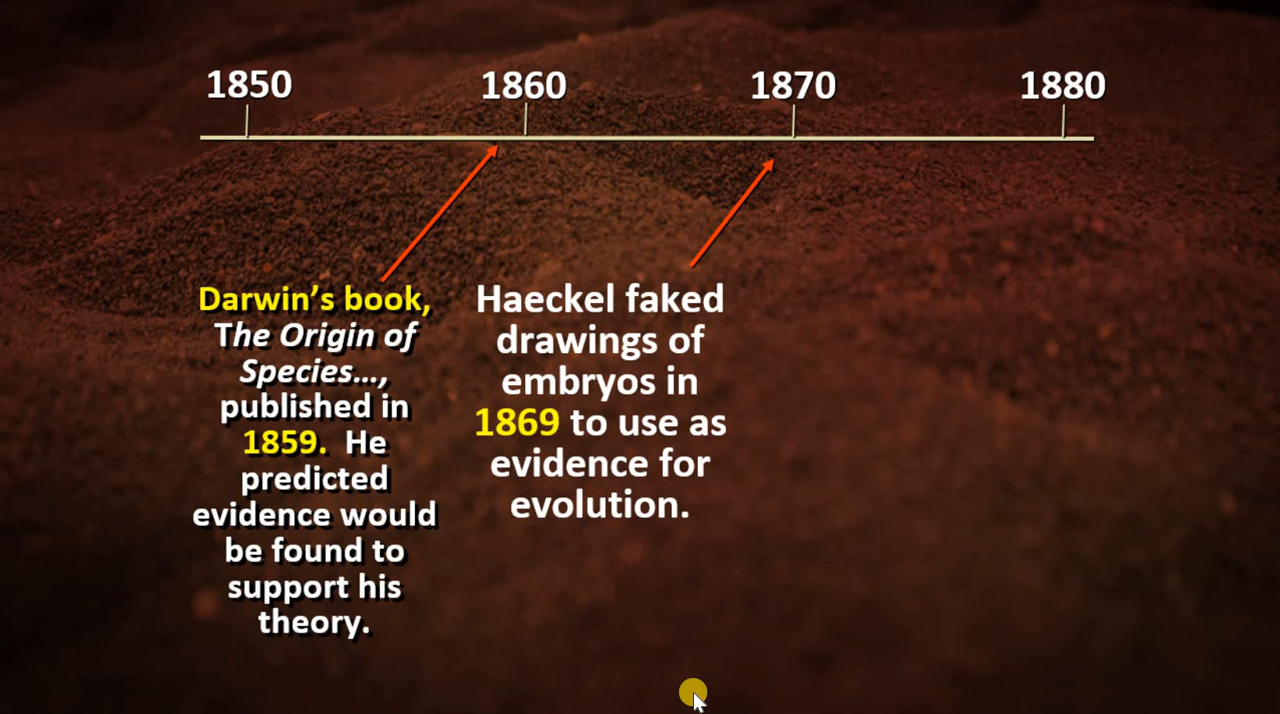 1850 1860 1870 1880
Darwin’s book,
The Origin of
Species...,
published in
1859. He
predicted
evidence would
be found to
support his
theory.
Haeckel faked
drawings of
embryos in
1869 to use as
evidence for
evolution.